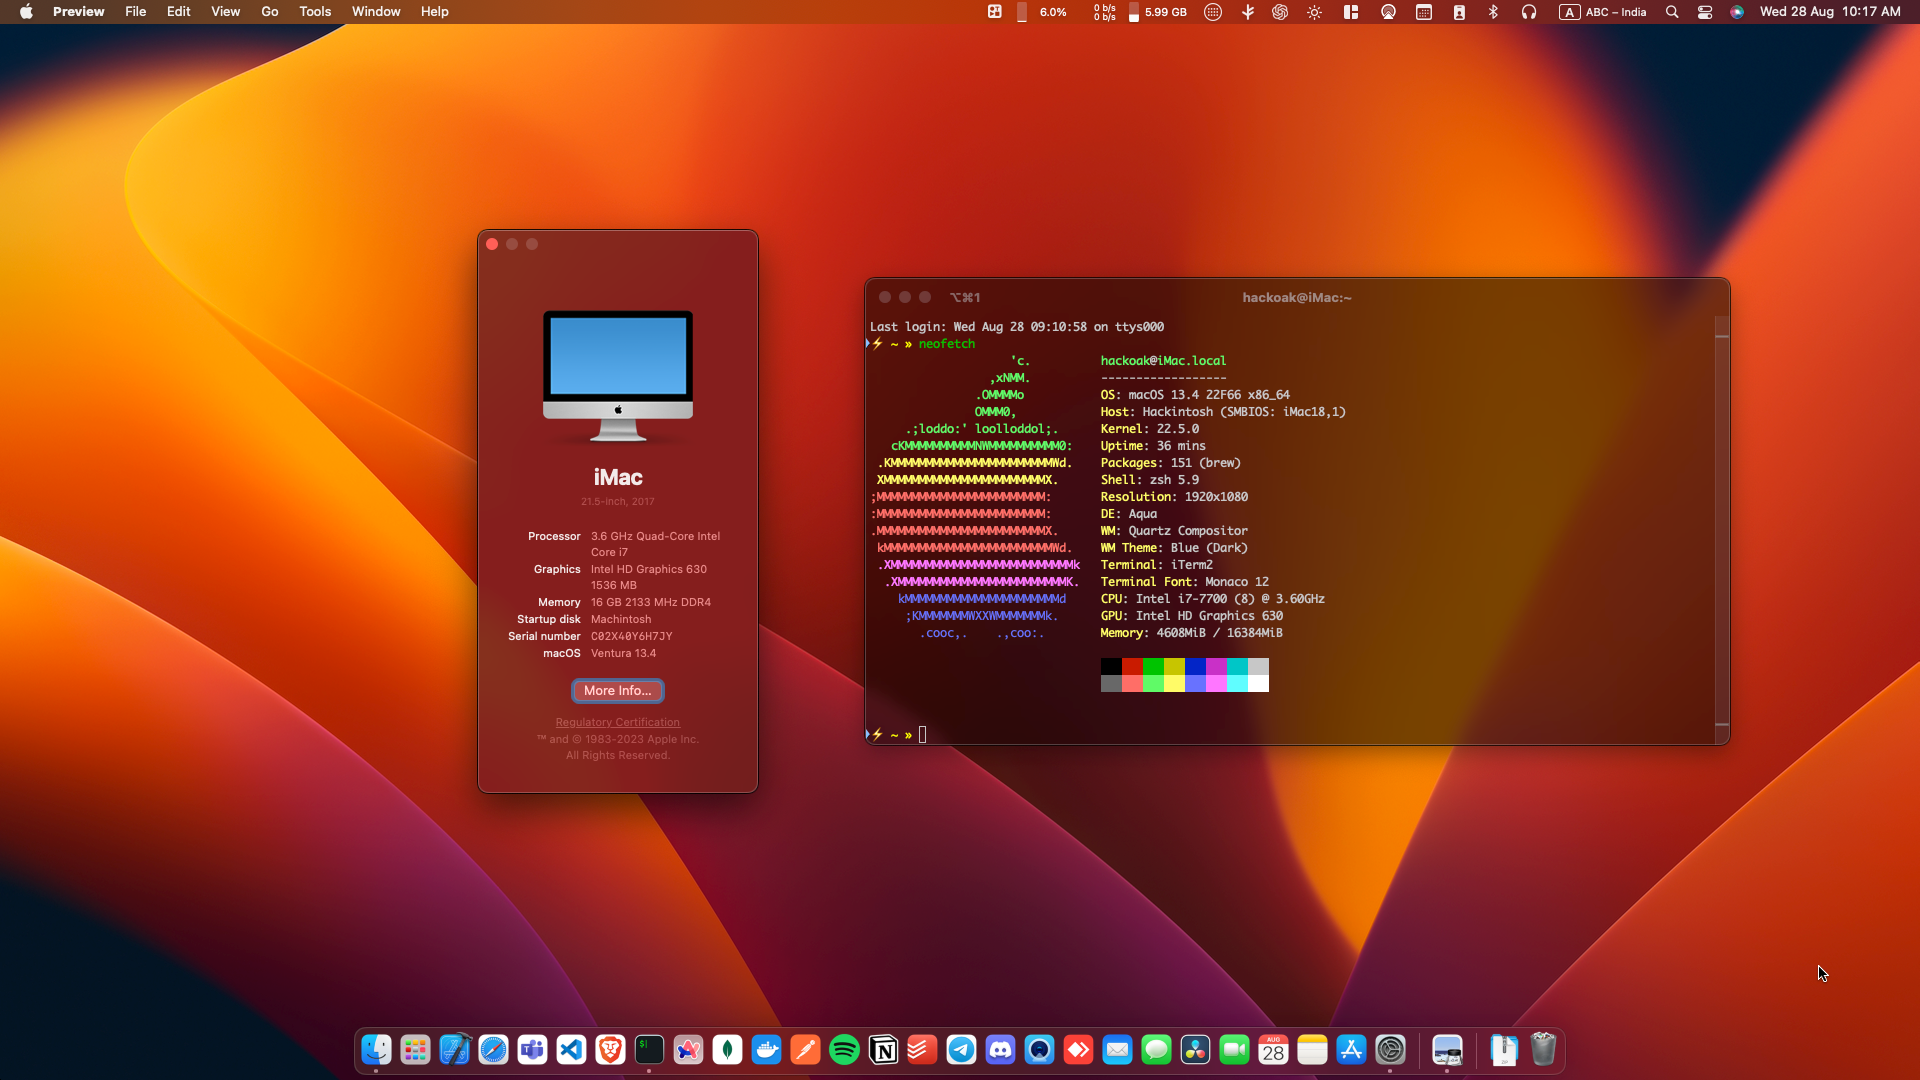 Preview File Edit View Go Tools Window Help
6.0%
0 b/s
0 b/s
5.99 GB
A ABC – India
Wed 28 Aug 10:17 AM
iMac
21.5-inch, 2017
Processor 3.6 GHz Quad-Core Intel
Core i7
Graphics Intel HD Graphics 630
1536 MB
Memory 16 GB 2133 MHz DDR4
Startup disk Machintosh
Serial number C02X40Y6H7JY
macOS Ventura 13.4
More Info...
Regulatory Certification
™ and © 1983-2023 Apple Inc.
All Rights Reserved.
⌥⌘1
hackoak@iMac:~
Last login: Wed Aug 28 09:10:58 on ttys000
⚡ ~ » neofetch
'c. hackoak@iMac.local
,xNMM. ------------------
.OMMMMo OS: macOS 13.4 22F66 x86_64
OMMM0, Host: Hackintosh (SMBIOS: iMac18,1)
.;loddo:' loolloddol;. Kernel: 22.5.0
cKMMMMMMMMMMNWMMMMMMMMMM0: Uptime: 36 mins
.KMMMMMMMMMMMMMMMMMMMMMMMWd. Packages: 151 (brew)
XMMMMMMMMMMMMMMMMMMMMMMMX. Shell: zsh 5.9
;MMMMMMMMMMMMMMMMMMMMMMMM: Resolution: 1920x1080
:MMMMMMMMMMMMMMMMMMMMMMMM: DE: Aqua
.MMMMMMMMMMMMMMMMMMMMMMMMX. WM: Quartz Compositor
kMMMMMMMMMMMMMMMMMMMMMMMMWd. WM Theme: Blue (Dark)
.XMMMMMMMMMMMMMMMMMMMMMMMMMMk Terminal: iTerm2
.XMMMMMMMMMMMMMMMMMMMMMMMMK. Terminal Font: Monaco 12
kMMMMMMMMMMMMMMMMMMMMMMd CPU: Intel i7-7700 (8) @ 3.60GHz
;KMMMMMMMWXXWMMMMMMMk. GPU: Intel HD Graphics 630
.cooc,. .,coo:. Memory: 4608MiB / 16384MiB
⚡ ~ »
AUG
28